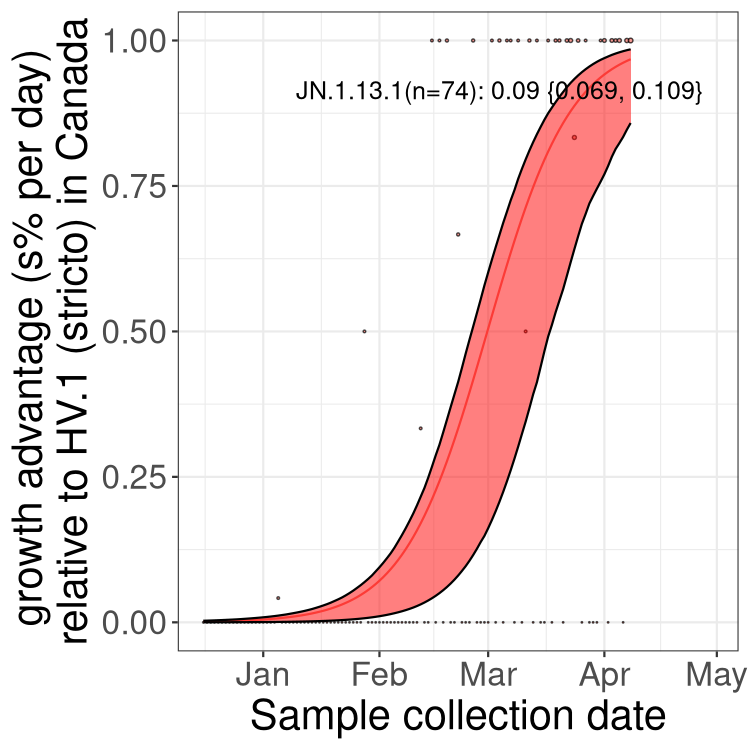 growth advantage (s% per day)
relative to HV.1 (stricto) in Canada
1.00
0.75
0.50
0.25
0.00
JN.1.13.1(n=74): 0.09 {0.069, 0.109}
Jan
Feb
Mar
Apr
May
Sample collection date